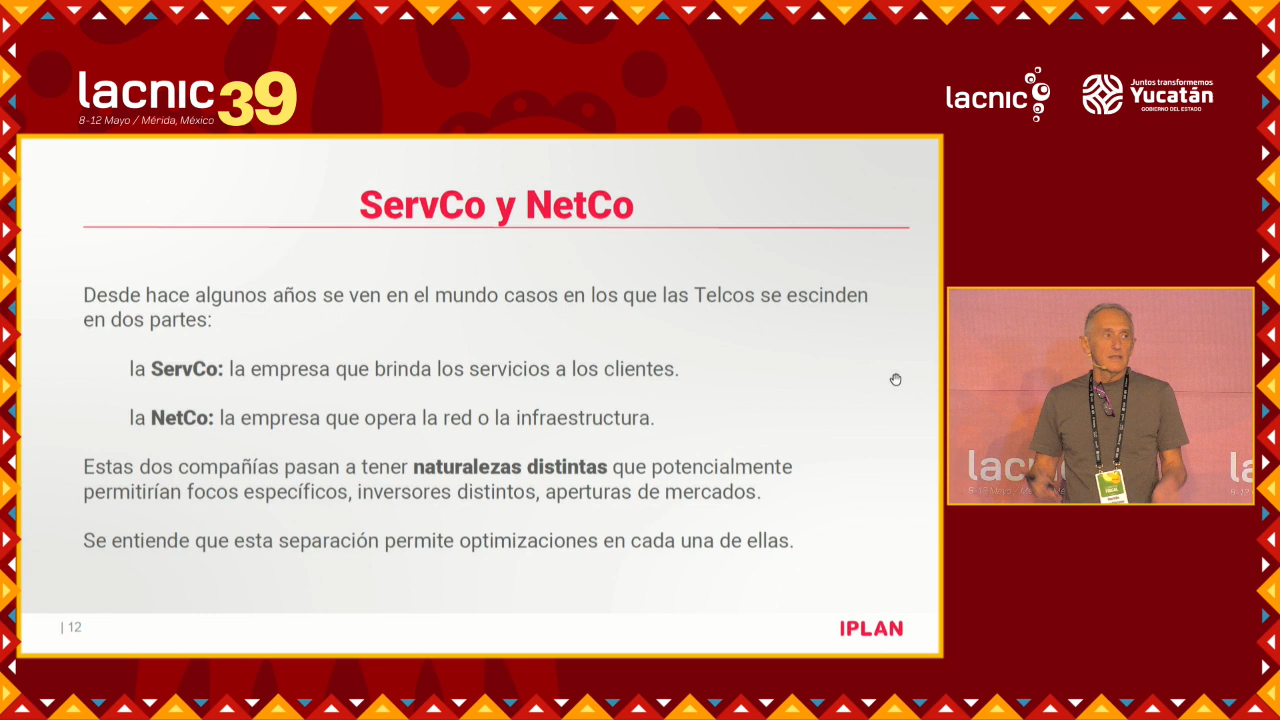 lacnic 39
8-12 Mayo / Mérida, México
lacnic
Juntos transformemos
Yucatán
GOBIERNO DEL ESTADO
ServCo y NetCo
Desde hace algunos años se ven en el mundo casos en los que las Telcos se escinden
en dos partes:
la ServCo: la empresa que brinda los servicios a los clientes.
la NetCo: la empresa que opera la red o la infraestructura.
Estas dos compañías pasan a tener naturalezas distintas que potencialmente
permitirían focos específicos, inversores distintos, aperturas de mercados.
Se entiende que esta separación permite optimizaciones en cada una de ellas.
| 12
IPLAN